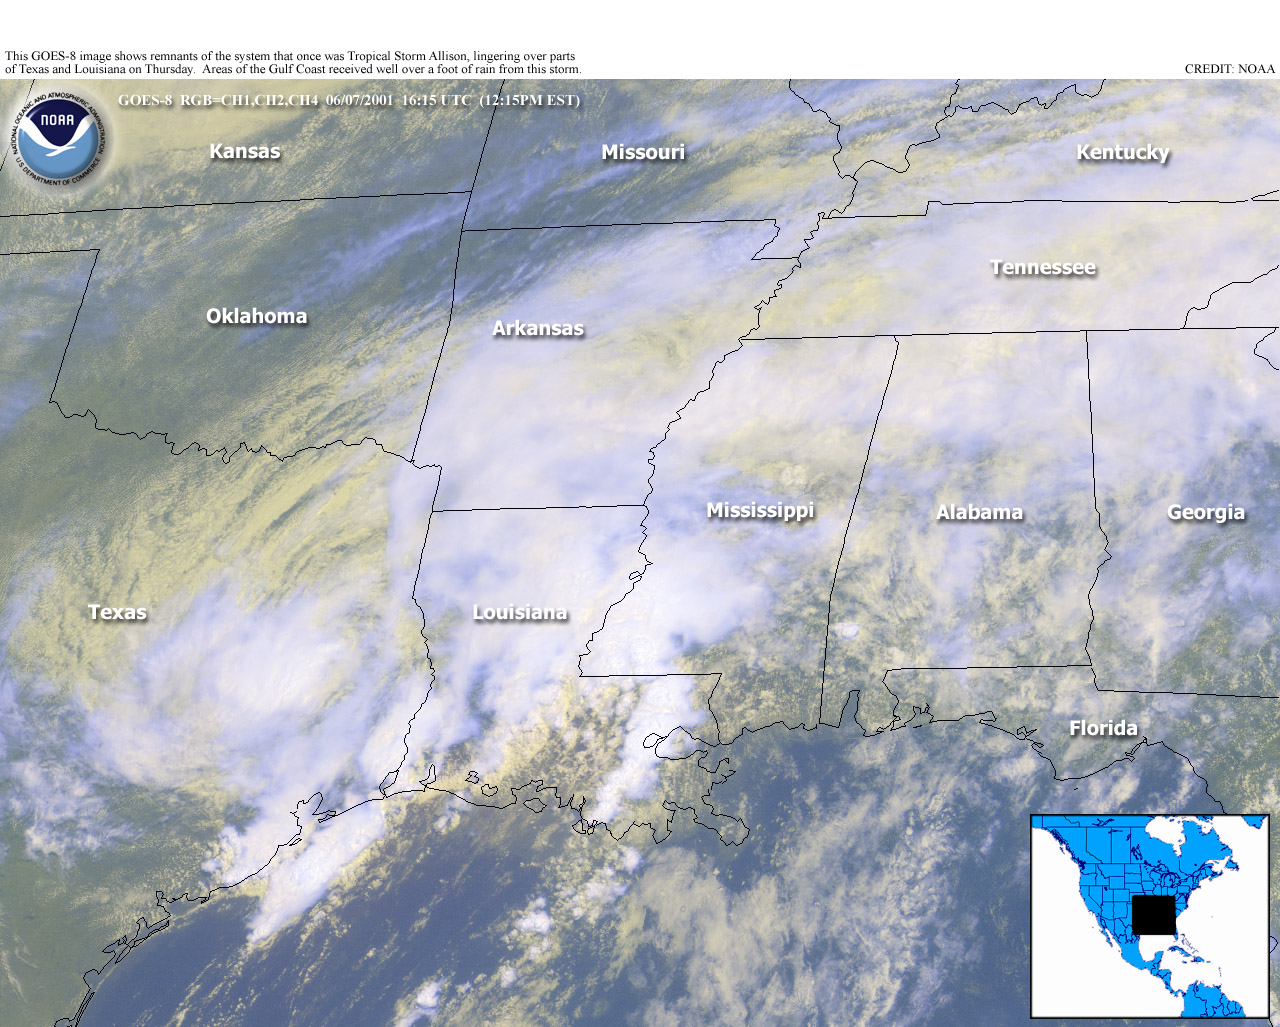 This GOES-8 image shows remnants of the system that once was Tropical Storm Allison, lingering over parts
of Texas and Louisiana on Thursday.  Areas of the Gulf Coast received well over a foot of rain from this storm.
CREDIT: NOAA
GOES-8  RGB=CH1,CH2,CH4  06/07/2001  16:15 UTC  (12:15PM EST)
NATIONAL OCEANIC AND ATMOSPHERIC ADMINISTRATION
NOAA
U.S. DEPARTMENT OF COMMERCE
Kansas
Missouri
Kentucky
Tennessee
Oklahoma
Arkansas
Mississippi
Alabama
Georgia
Texas
Louisiana
Florida